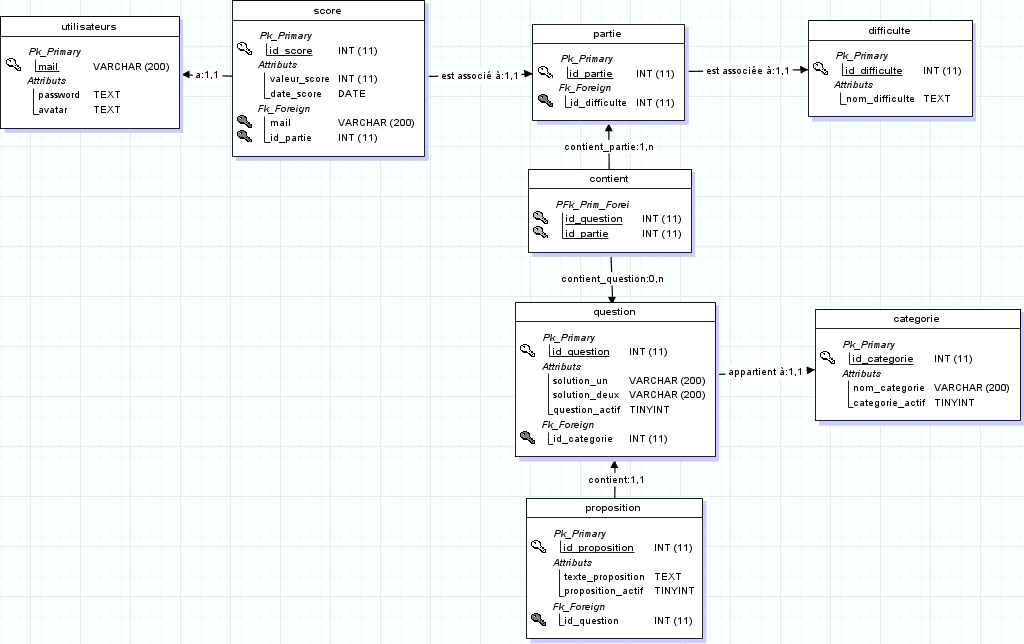 utilisateurs
Pk_Primary
mail VARCHAR (200)
Attributs
password TEXT
avatar TEXT
a:1,1
score
Pk_Primary
id_score INT (11)
Attributs
valeur_score INT (11)
date_score DATE
Fk_Foreign
mail VARCHAR (200)
id_partie INT (11)
est associé à:1,1
partie
Pk_Primary
id_partie INT (11)
Fk_Foreign
id_difficulte INT (11)
est associée à:1,1
difficulte
Pk_Primary
id_difficulte INT (11)
Attributs
nom_difficulte TEXT
contient_partie:1,n
contient
PFk_Prim_Forei
id_question INT (11)
id_partie INT (11)
contient_question:0,n
question
Pk_Primary
id_question INT (11)
Attributs
solution_un VARCHAR (200)
solution_deux VARCHAR (200)
question_actif TINYINT
Fk_Foreign
id_categorie INT (11)
appartient à:1,1
categorie
Pk_Primary
id_categorie INT (11)
Attributs
nom_categorie VARCHAR (200)
categorie_actif TINYINT
contient:1,1
proposition
Pk_Primary
id_proposition INT (11)
Attributs
texte_proposition TEXT
proposition_actif TINYINT
Fk_Foreign
id_question INT (11)